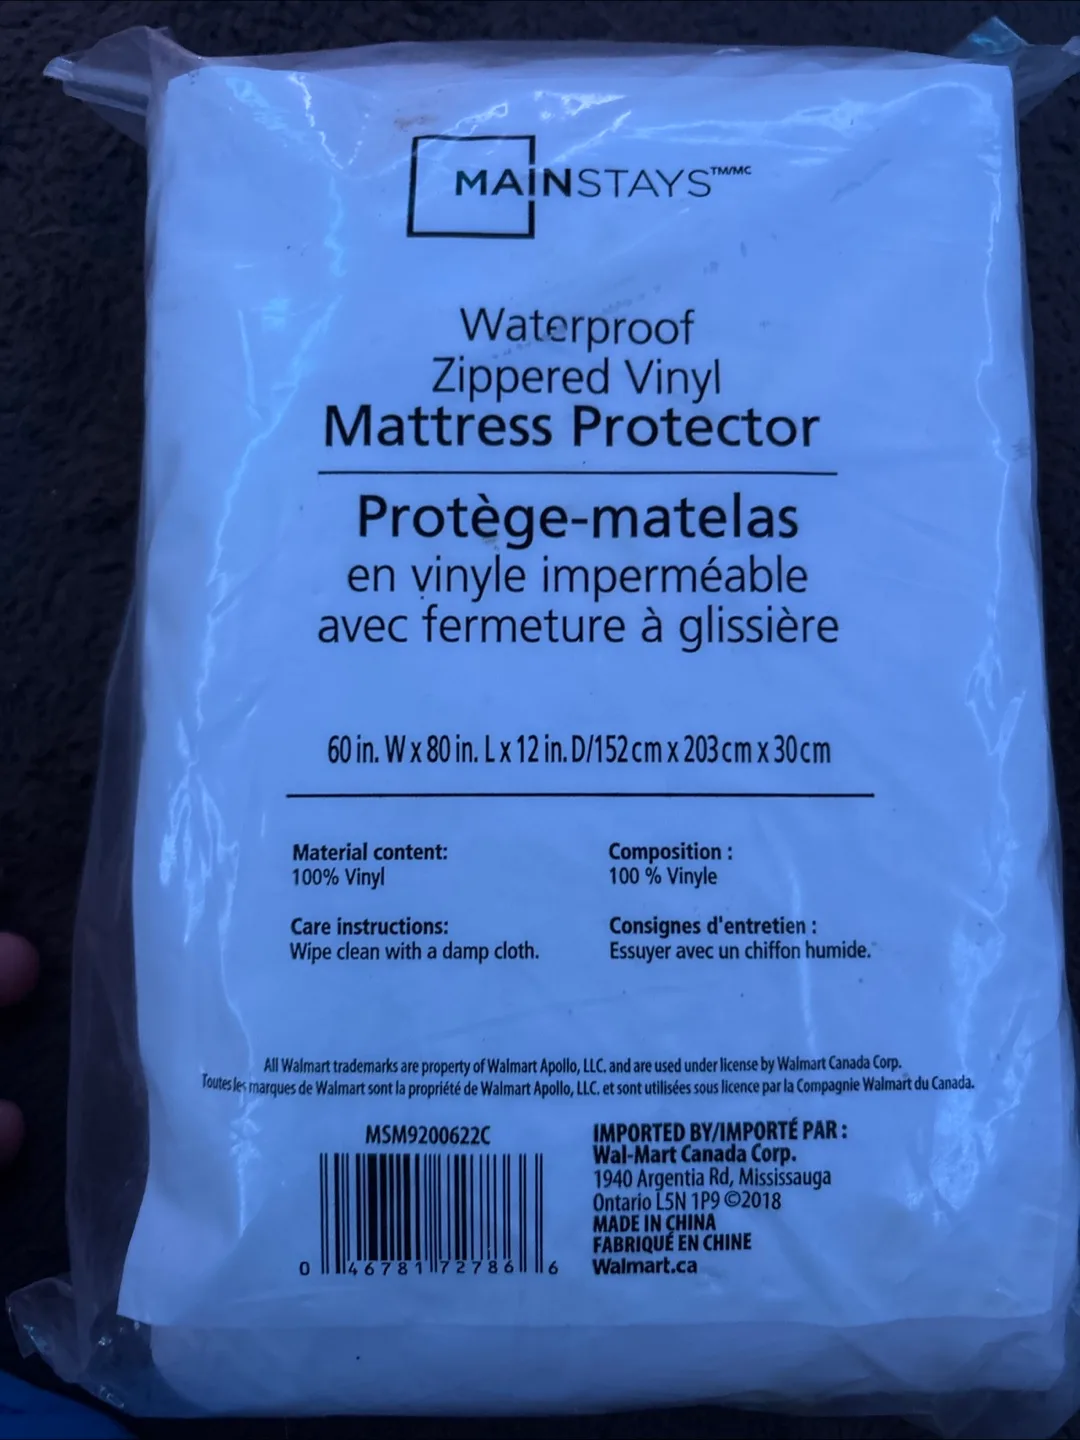 MAINSTAYS™/MC
Waterproof
Zippered Vinyl
Mattress Protector
Protège-matelas
en vinyle imperméable
avec fermeture à glissière
60 in. W x 80 in. L x 12 in. D/152 cm x 203 cm x 30 cm
Material content:
100% Vinyl
Care instructions:
Wipe clean with a damp cloth.
Composition :
100 % Vinyle
Consignes d'entretien :
Essuyer avec un chiffon humide.
All Walmart trademarks are property of Walmart Apollo, LLC. and are used under license by Walmart Canada Corp.
Toutes les marques de Walmart sont la propriété de Walmart Apollo, LLC. et sont utilisées sous licence par la Compagnie Walmart du Canada.
MSM9200622C
0 46781 72786 6
IMPORTED BY/IMPORTÉ PAR :
Wal-Mart Canada Corp.
1940 Argentia Rd, Mississauga
Ontario L5N 1P9 ©2018
MADE IN CHINA
FABRIQUÉ EN CHINE
Walmart.ca